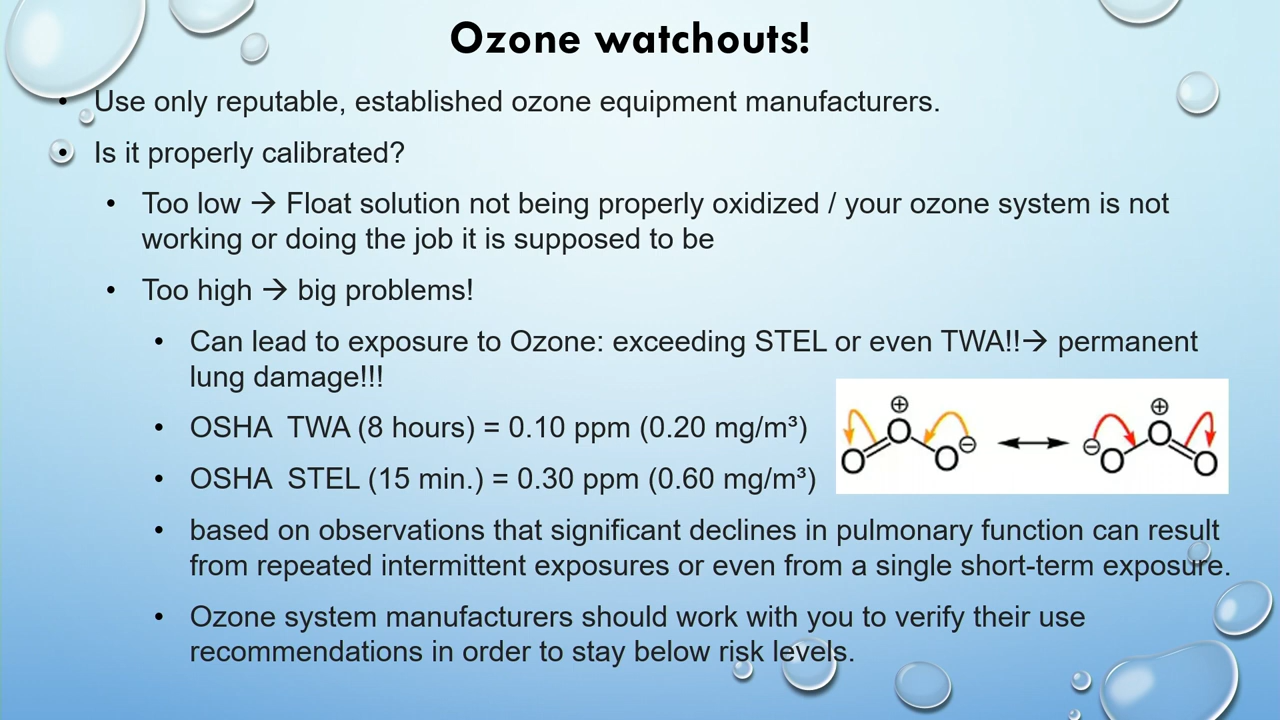 Ozone watchouts!
• Use only reputable, established ozone equipment manufacturers.
• Is it properly calibrated?
• Too low → Float solution not being properly oxidized / your ozone system is not
working or doing the job it is supposed to be
• Too high → big problems!
• Can lead to exposure to Ozone: exceeding STEL or even TWA!!→ permanent
lung damage!!!
• OSHA TWA (8 hours) = 0.10 ppm (0.20 mg/m³)
• OSHA STEL (15 min.) = 0.30 ppm (0.60 mg/m³)
⊕ ⊕
O O O ⊖ ⊖ O O O
• based on observations that significant declines in pulmonary function can result
from repeated intermittent exposures or even from a single short-term exposure.
• Ozone system manufacturers should work with you to verify their use
recommendations in order to stay below risk levels.